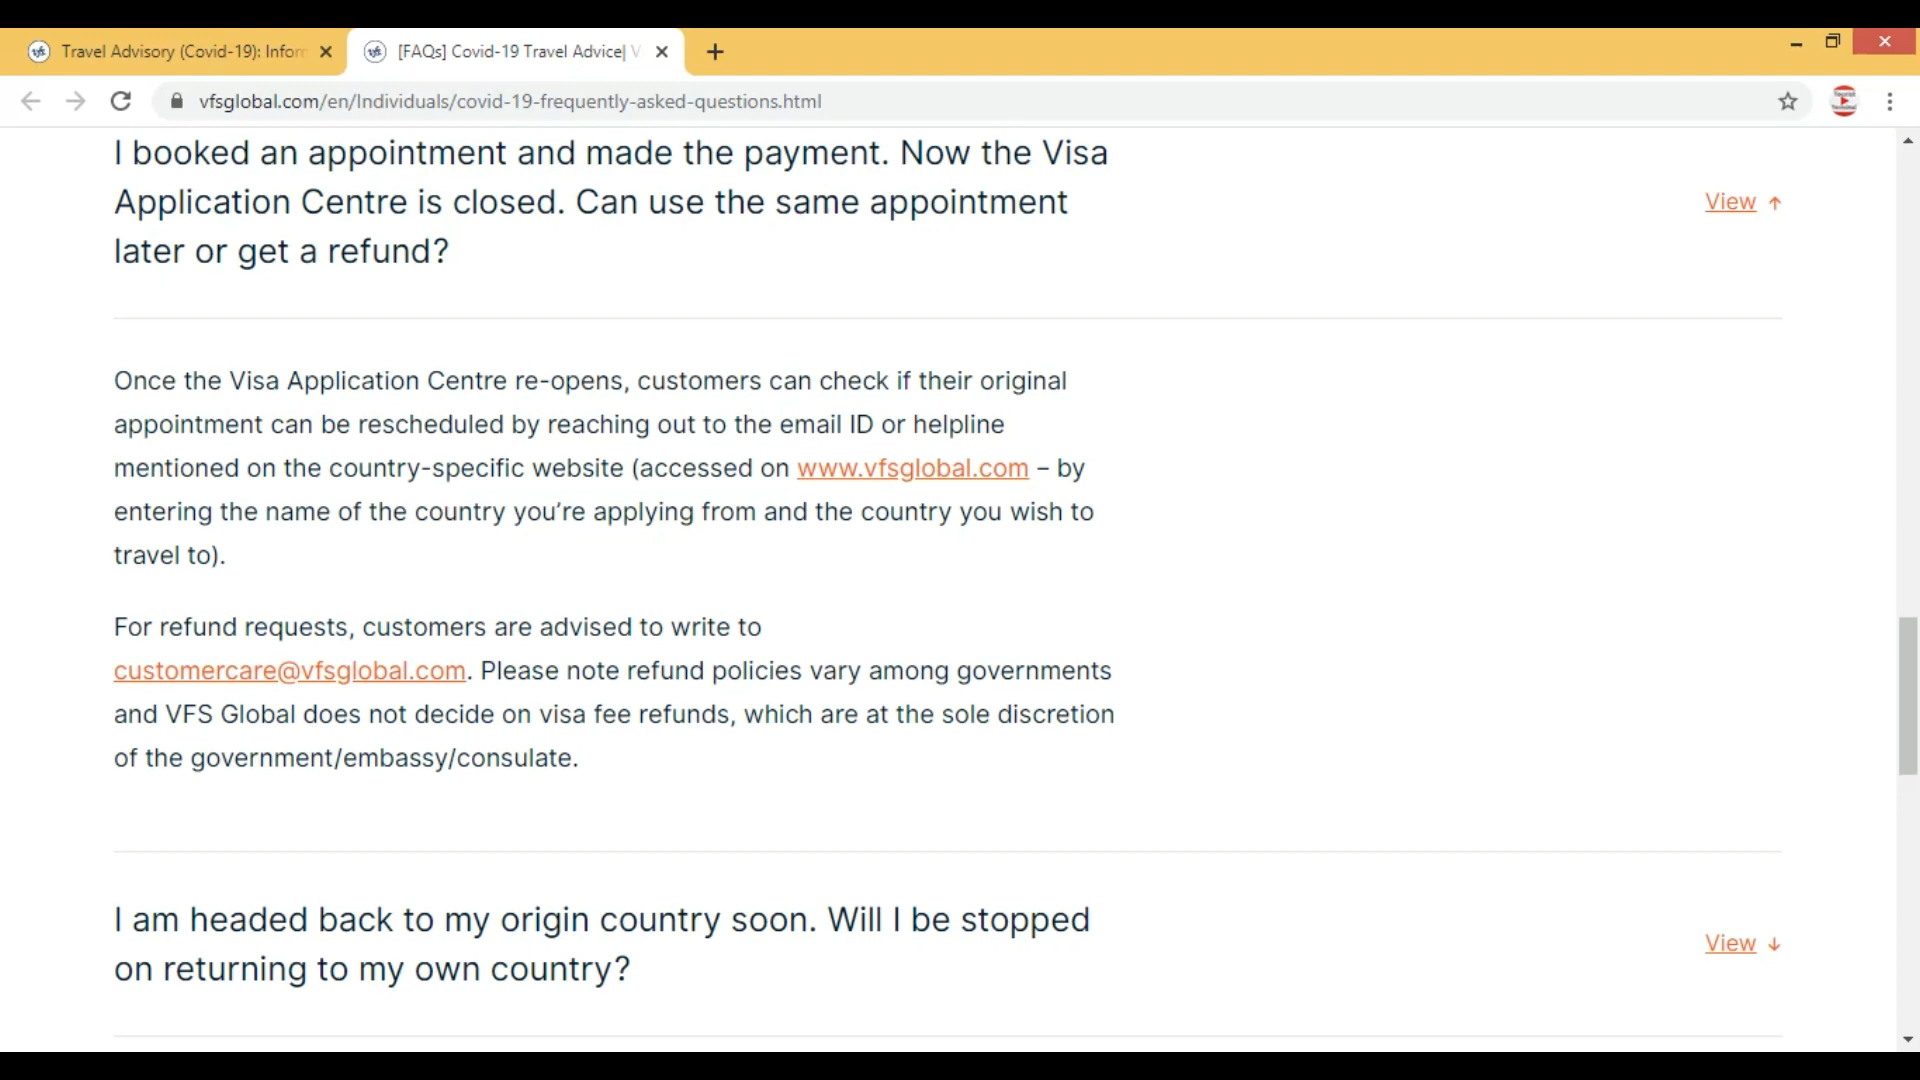 Travel Advisory (Covid-19): Inforn
[FAQs] Covid-19 Travel Advice| V
vfsglobal.com/en/Individuals/covid-19-frequently-asked-questions.html
I booked an appointment and made the payment. Now the Visa
Application Centre is closed. Can use the same appointment
later or get a refund?
View ↑
Once the Visa Application Centre re-opens, customers can check if their original
appointment can be rescheduled by reaching out to the email ID or helpline
mentioned on the country-specific website (accessed on www.vfsglobal.com – by
entering the name of the country you’re applying from and the country you wish to
travel to).
For refund requests, customers are advised to write to
customercare@vfsglobal.com. Please note refund policies vary among governments
and VFS Global does not decide on visa fee refunds, which are at the sole discretion
of the government/embassy/consulate.
I am headed back to my origin country soon. Will I be stopped
on returning to my own country?
View ↓